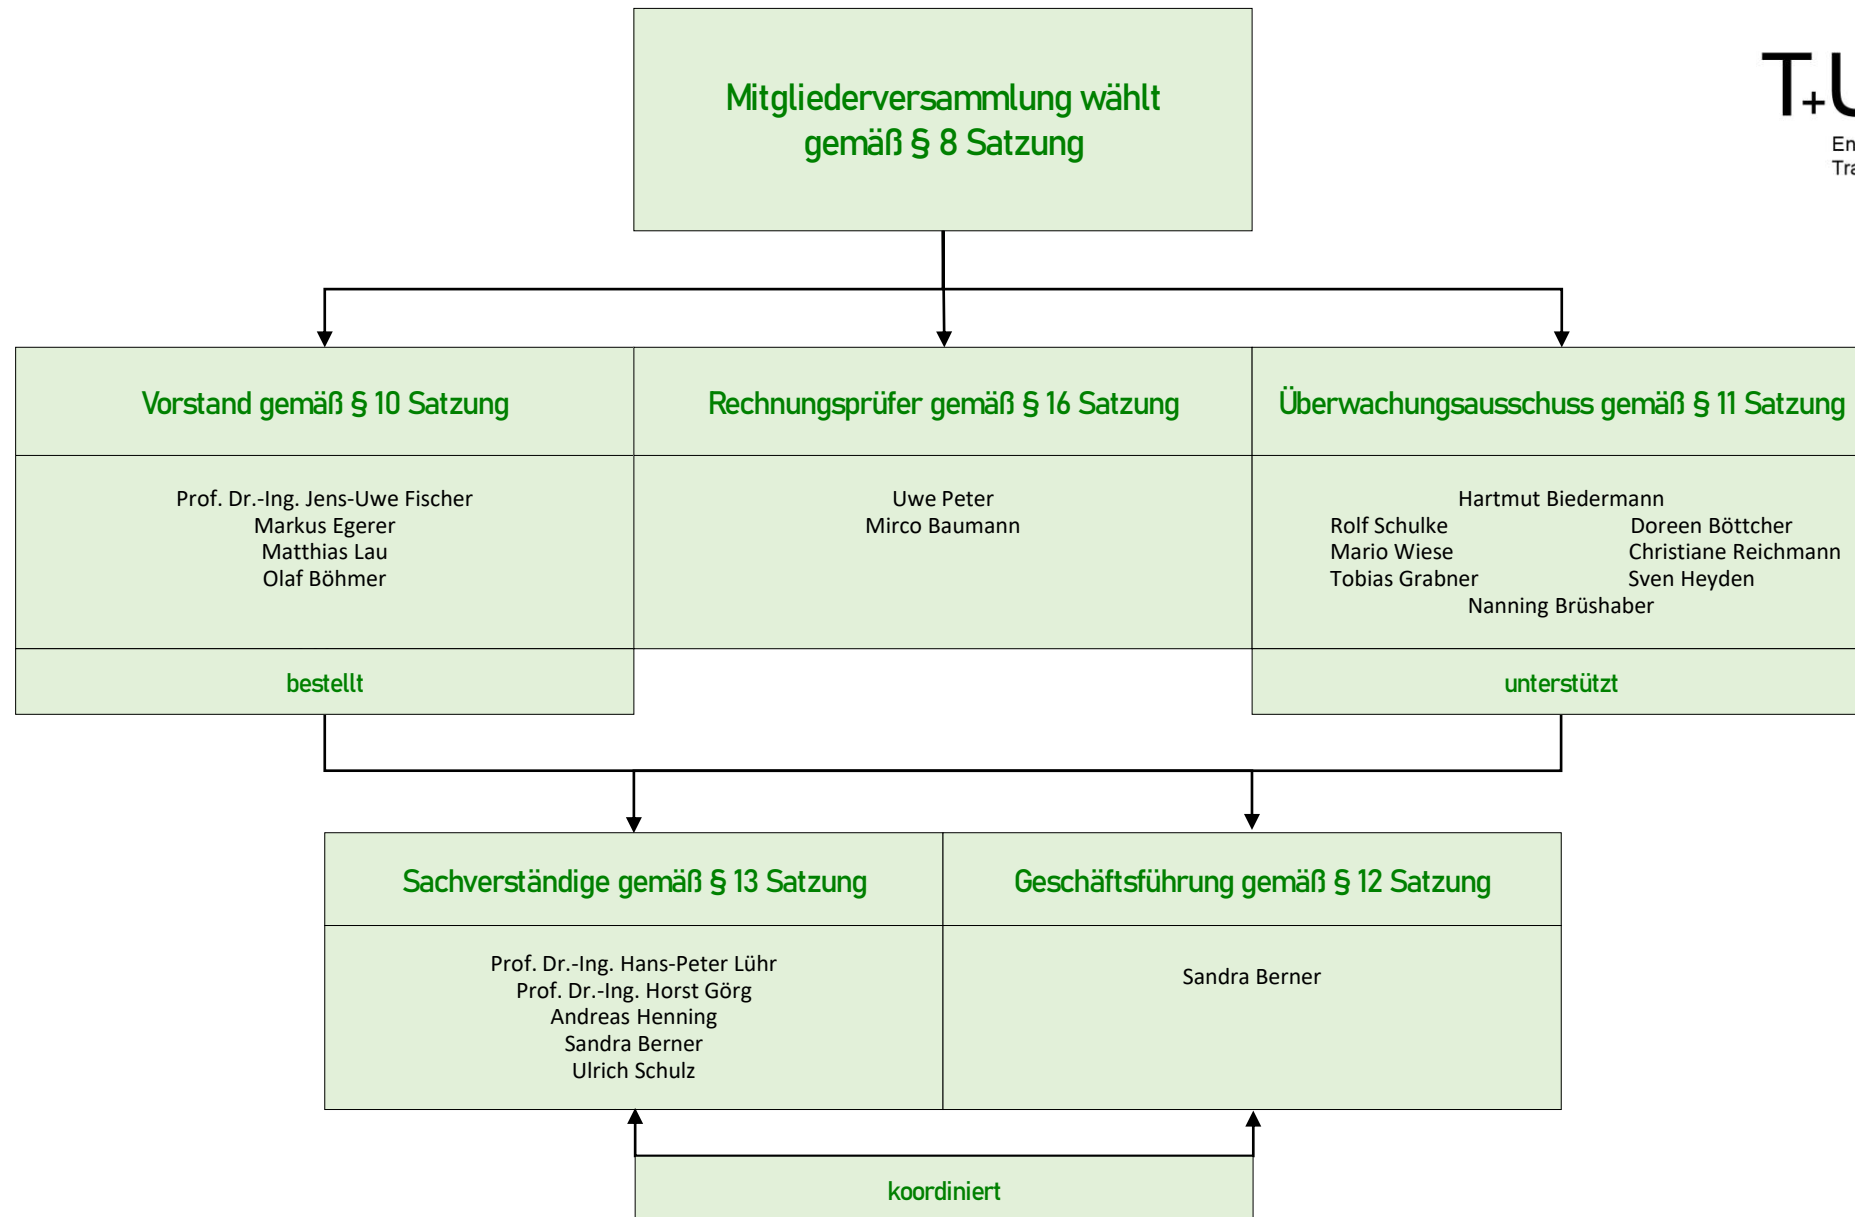 Mitgliederversammlung wählt
gemäß § 8 Satzung
T+U
En
Tra
Vorstand gemäß § 10 Satzung
Rechnungsprüfer gemäß § 16 Satzung
Überwachungsausschuss gemäß § 11 Satzung
Prof. Dr.-Ing. Jens-Uwe Fischer
Markus Egerer
Matthias Lau
Olaf Böhmer
Uwe Peter
Mirco Baumann
Hartmut Biedermann
Rolf Schulke Doreen Böttcher
Mario Wiese Christiane Reichmann
Tobias Grabner Sven Heyden
Nanning Brüshaber
bestellt
unterstützt
Sachverständige gemäß § 13 Satzung
Geschäftsführung gemäß § 12 Satzung
Prof. Dr.-Ing. Hans-Peter Lühr
Prof. Dr.-Ing. Horst Görg
Andreas Henning
Sandra Berner
Ulrich Schulz
Sandra Berner
koordiniert